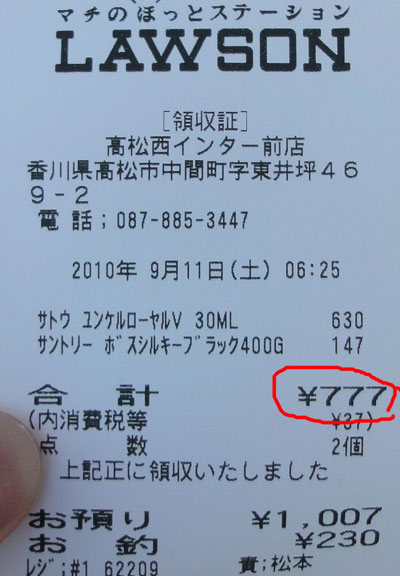 マチのほっとステーション
LAWSON
[領収証]
高松西インター前店
香川県高松市中間町字東井坪46
9-2
電話;087-885-3447
2010年 9月11日(土) 06:25
サトウ ユンケルローヤルV 30ML 630
サントリー ボスシルキーブラック400G 147
合計 ¥777
(内消費税等 ¥37)
点数 2個
上記正に領収いたしました
お預り ¥1,007
お釣 ¥230
レジ;#1 62209 責;松本